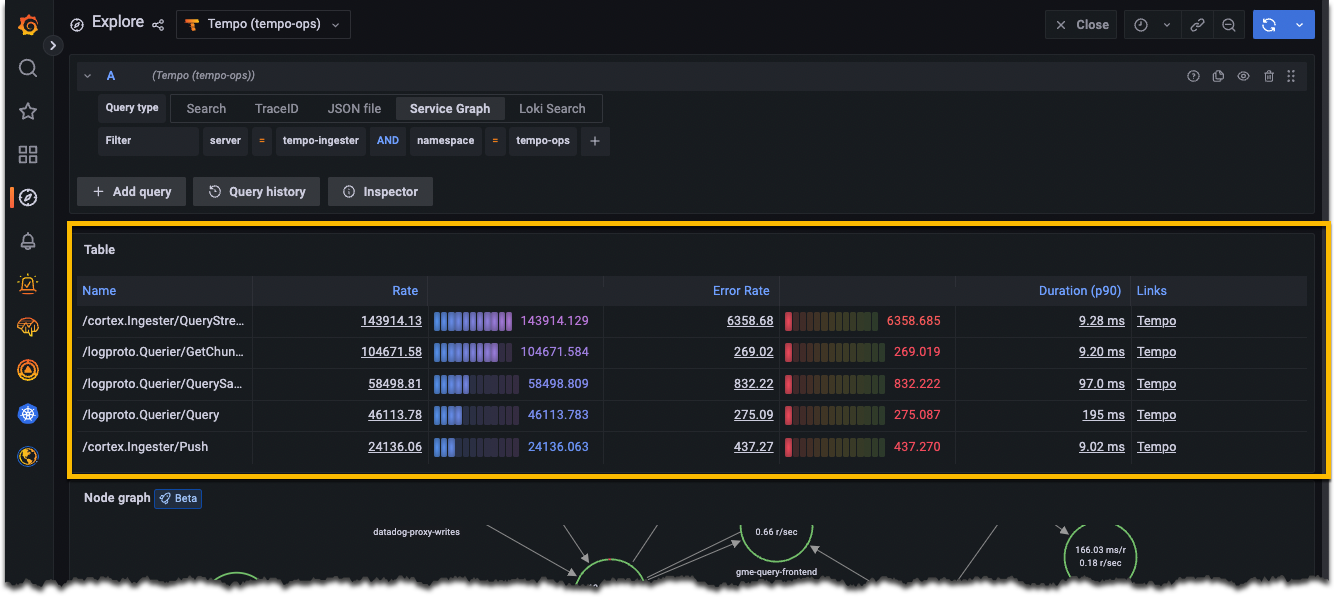 Explore Tempo (tempo-ops) Close
A (Tempo (tempo-ops))
Query type Search TraceID JSON file Service Graph Loki Search
Filter server = tempo-ingester AND namespace = tempo-ops +
+ Add query Query history Inspector
Table
Name Rate Error Rate Duration (p90) Links
/cortex.Ingester/QueryStre... 143914.13 143914.129 6358.68 6358.685 9.28 ms Tempo
/logproto.Querier/GetChun... 104671.58 104671.584 269.02 269.019 9.20 ms Tempo
/logproto.Querier/QuerySa... 58498.81 58498.809 832.22 832.222 97.0 ms Tempo
/logproto.Querier/Query 46113.78 46113.783 275.09 275.087 195 ms Tempo
/cortex.Ingester/Push 24136.06 24136.063 437.27 437.270 9.02 ms Tempo
Node graph Beta
datadog-proxy-writes 0.66 r/sec
166.03 ms/r
0.18 r/sec
gme-query-frontend